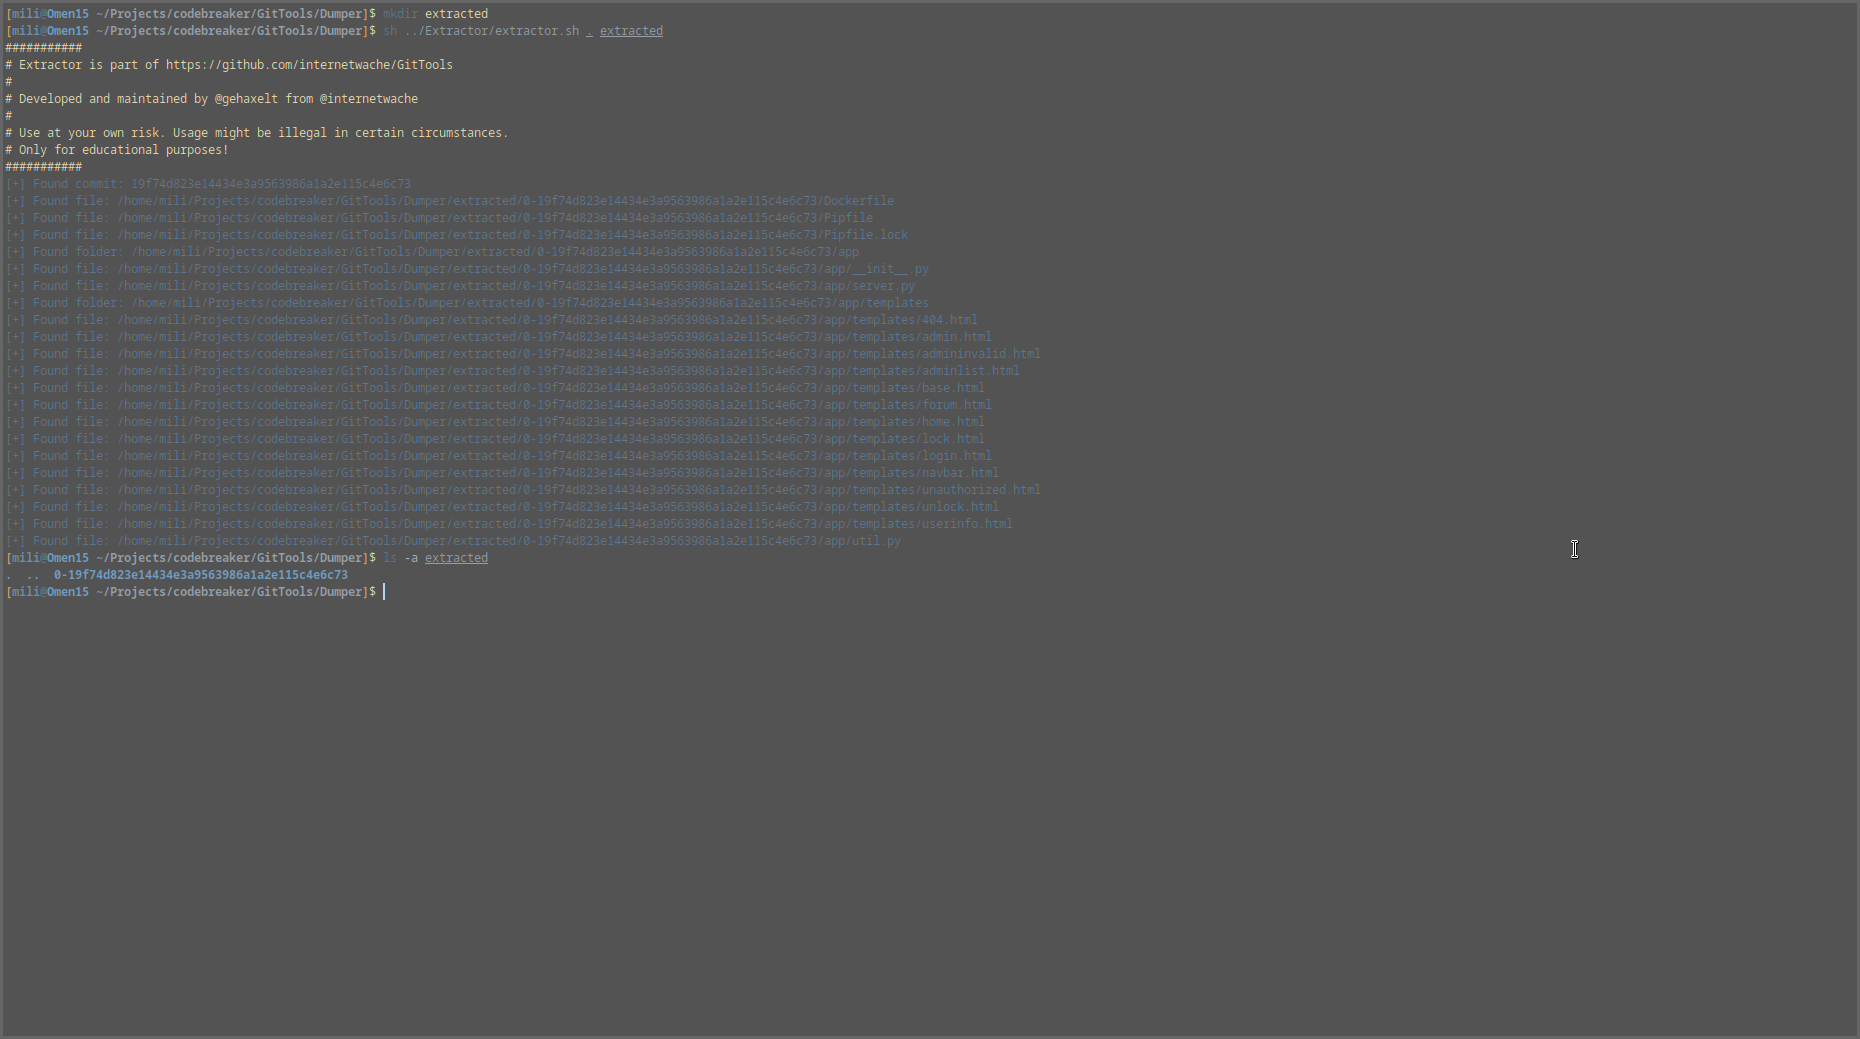 [mili@Omen15 ~/Projects/codebreaker/GitTools/Dumper]$ mkdir extracted
[mili@Omen15 ~/Projects/codebreaker/GitTools/Dumper]$ sh ../Extractor/extractor.sh . extracted
###########
# Extractor is part of https://github.com/internetwache/GitTools
#
# Developed and maintained by @gehaxelt from @internetwache
#
# Use at your own risk. Usage might be illegal in certain circumstances.
# Only for educational purposes!
###########
[+] Found commit: 19f74d823e14434e3a9563986a1a2e115c4e6c73
[+] Found file: /home/mili/Projects/codebreaker/GitTools/Dumper/extracted/0-19f74d823e14434e3a9563986a1a2e115c4e6c73/Dockerfile
[+] Found file: /home/mili/Projects/codebreaker/GitTools/Dumper/extracted/0-19f74d823e14434e3a9563986a1a2e115c4e6c73/Pipfile
[+] Found file: /home/mili/Projects/codebreaker/GitTools/Dumper/extracted/0-19f74d823e14434e3a9563986a1a2e115c4e6c73/Pipfile.lock
[+] Found folder: /home/mili/Projects/codebreaker/GitTools/Dumper/extracted/0-19f74d823e14434e3a9563986a1a2e115c4e6c73/app
[+] Found file: /home/mili/Projects/codebreaker/GitTools/Dumper/extracted/0-19f74d823e14434e3a9563986a1a2e115c4e6c73/app/__init__.py
[+] Found file: /home/mili/Projects/codebreaker/GitTools/Dumper/extracted/0-19f74d823e14434e3a9563986a1a2e115c4e6c73/app/server.py
[+] Found folder: /home/mili/Projects/codebreaker/GitTools/Dumper/extracted/0-19f74d823e14434e3a9563986a1a2e115c4e6c73/app/templates
[+] Found file: /home/mili/Projects/codebreaker/GitTools/Dumper/extracted/0-19f74d823e14434e3a9563986a1a2e115c4e6c73/app/templates/404.html
[+] Found file: /home/mili/Projects/codebreaker/GitTools/Dumper/extracted/0-19f74d823e14434e3a9563986a1a2e115c4e6c73/app/templates/admin.html
[+] Found file: /home/mili/Projects/codebreaker/GitTools/Dumper/extracted/0-19f74d823e14434e3a9563986a1a2e115c4e6c73/app/templates/admininvalid.html
[+] Found file: /home/mili/Projects/codebreaker/GitTools/Dumper/extracted/0-19f74d823e14434e3a9563986a1a2e115c4e6c73/app/templates/adminlist.html
[+] Found file: /home/mili/Projects/codebreaker/GitTools/Dumper/extracted/0-19f74d823e14434e3a9563986a1a2e115c4e6c73/app/templates/base.html
[+] Found file: /home/mili/Projects/codebreaker/GitTools/Dumper/extracted/0-19f74d823e14434e3a9563986a1a2e115c4e6c73/app/templates/forum.html
[+] Found file: /home/mili/Projects/codebreaker/GitTools/Dumper/extracted/0-19f74d823e14434e3a9563986a1a2e115c4e6c73/app/templates/home.html
[+] Found file: /home/mili/Projects/codebreaker/GitTools/Dumper/extracted/0-19f74d823e14434e3a9563986a1a2e115c4e6c73/app/templates/lock.html
[+] Found file: /home/mili/Projects/codebreaker/GitTools/Dumper/extracted/0-19f74d823e14434e3a9563986a1a2e115c4e6c73/app/templates/login.html
[+] Found file: /home/mili/Projects/codebreaker/GitTools/Dumper/extracted/0-19f74d823e14434e3a9563986a1a2e115c4e6c73/app/templates/navbar.html
[+] Found file: /home/mili/Projects/codebreaker/GitTools/Dumper/extracted/0-19f74d823e14434e3a9563986a1a2e115c4e6c73/app/templates/unauthorized.html
[+] Found file: /home/mili/Projects/codebreaker/GitTools/Dumper/extracted/0-19f74d823e14434e3a9563986a1a2e115c4e6c73/app/templates/unlock.html
[+] Found file: /home/mili/Projects/codebreaker/GitTools/Dumper/extracted/0-19f74d823e14434e3a9563986a1a2e115c4e6c73/app/templates/userinfo.html
[+] Found file: /home/mili/Projects/codebreaker/GitTools/Dumper/extracted/0-19f74d823e14434e3a9563986a1a2e115c4e6c73/app/util.py
[mili@Omen15 ~/Projects/codebreaker/GitTools/Dumper]$ ls -a extracted
.  ..  0-19f74d823e14434e3a9563986a1a2e115c4e6c73
[mili@Omen15 ~/Projects/codebreaker/GitTools/Dumper]$